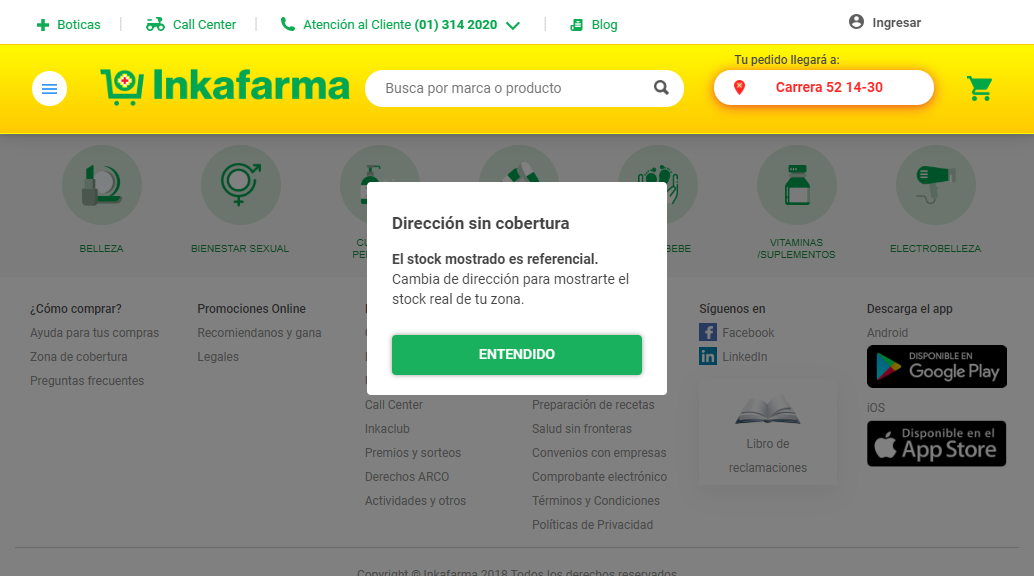 Boticas
Call Center
Atención al Cliente (01) 314 2020
Blog
Ingresar
Inkafarma
Busca por marca o producto
Tu pedido llegará a:
Carrera 52 14-30
BELLEZA
BIENESTAR SEXUAL
VITAMINAS
/SUPLEMENTOS
ELECTROBELLEZA
Dirección sin cobertura
El stock mostrado es referencial.
Cambia de dirección para mostrarte el
stock real de tu zona.
ENTENDIDO
¿Cómo comprar?
Ayuda para tus compras
Zona de cobertura
Preguntas frecuentes
Promociones Online
Recomiendanos y gana
Legales
Call Center
Inkaclub
Premios y sorteos
Derechos ARCO
Actividades y otros
Preparación de recetas
Salud sin fronteras
Convenios con empresas
Comprobante electrónico
Términos y Condiciones
Políticas de Privacidad
Síguenos en
Facebook
LinkedIn
Libro de
reclamaciones
Descarga el app
Android
DISPONIBLE EN
Google Play
iOS
Disponible en el
App Store
Copyright © Inkafarma 2018 Todos los derechos reservados